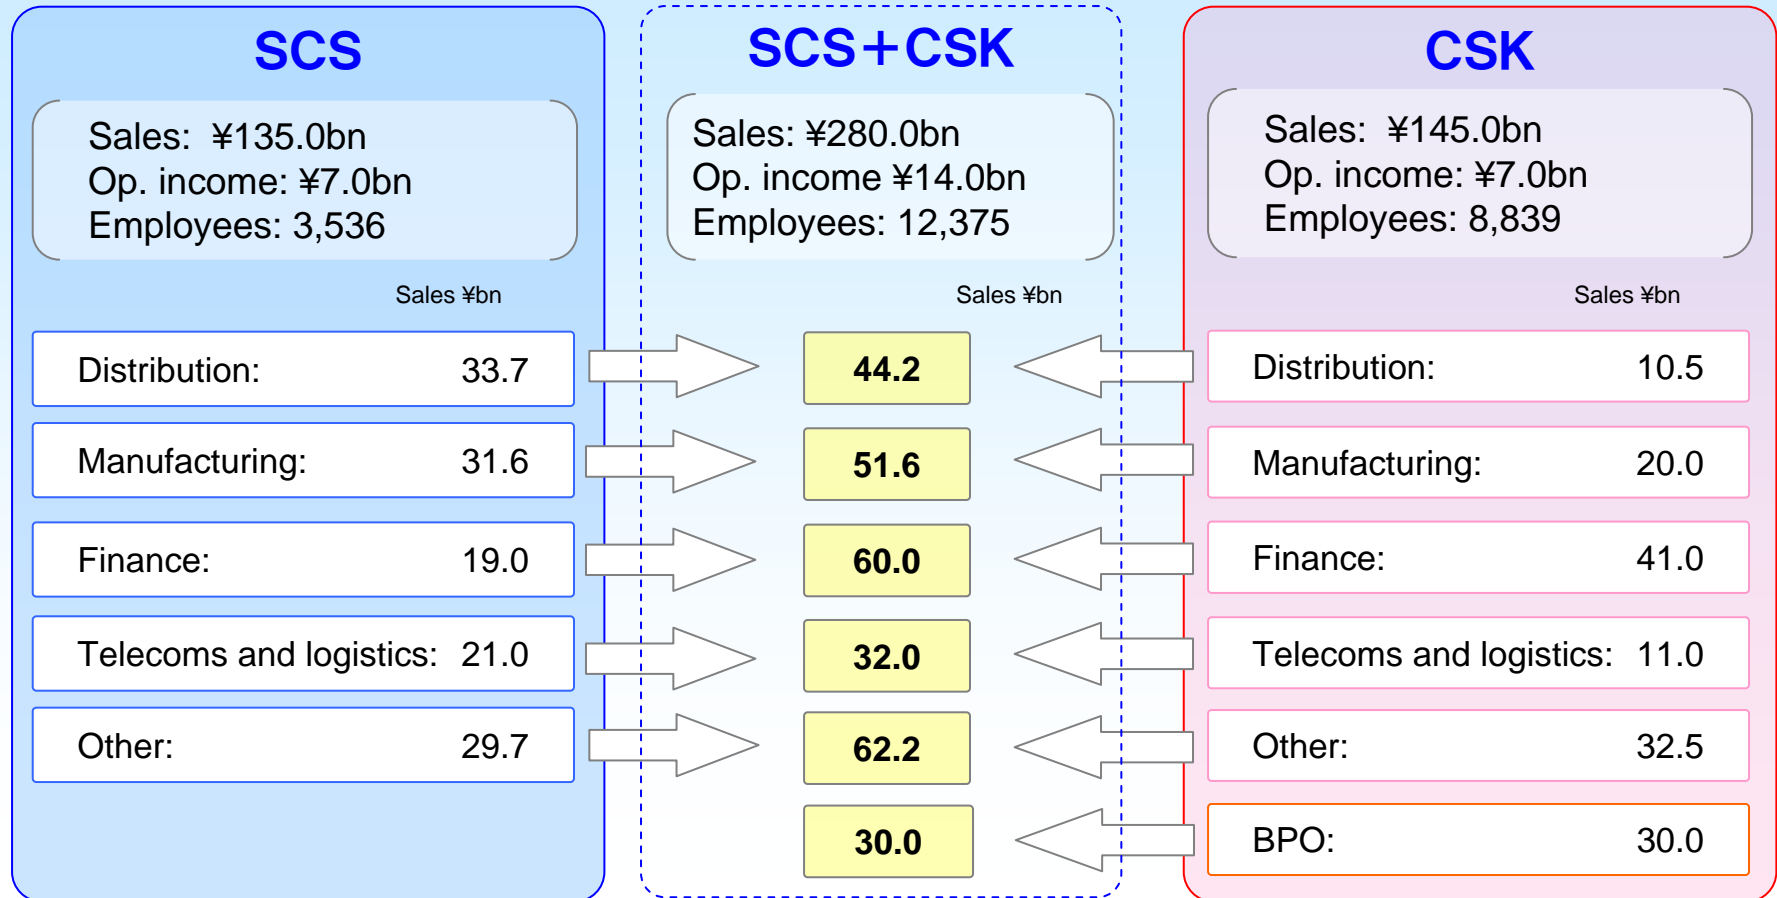 SCS
Sales: ¥135.0bn
Op. income: ¥7.0bn
Employees: 3,536
Sales ¥bn
Distribution: 33.7
Manufacturing: 31.6
Finance: 19.0
Telecoms and logistics: 21.0
Other: 29.7
SCS＋CSK
Sales: ¥280.0bn
Op. income ¥14.0bn
Employees: 12,375
Sales ¥bn
44.2
51.6
60.0
32.0
62.2
30.0
CSK
Sales: ¥145.0bn
Op. income: ¥7.0bn
Employees: 8,839
Sales ¥bn
Distribution: 10.5
Manufacturing: 20.0
Finance: 41.0
Telecoms and logistics: 11.0
Other: 32.5
BPO: 30.0